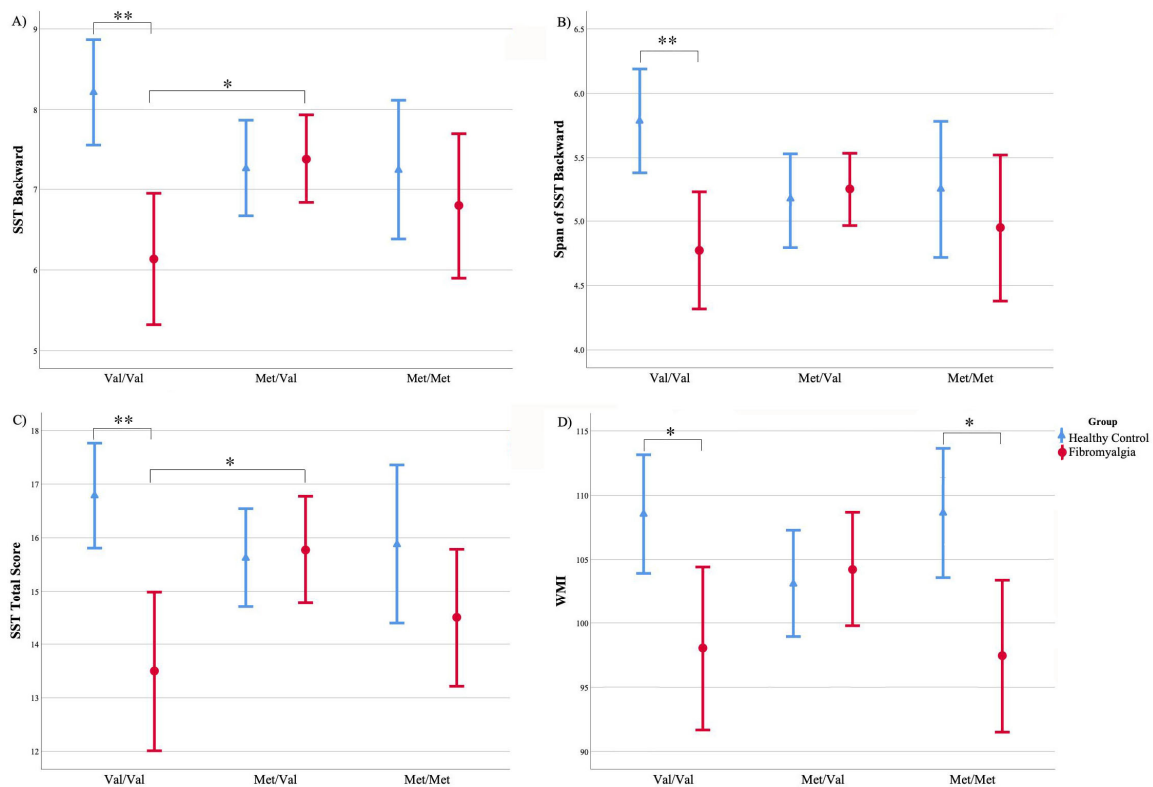 A)
**
*
9
8
7
6
5
SST Backward
Val/Val
Met/Val
Met/Met
B)
**
6.5
6.0
5.5
5.0
4.5
4.0
Span of SST Backward
Val/Val
Met/Val
Met/Met
C)
**
*
18
17
16
15
14
13
12
SST Total Score
Val/Val
Met/Val
Met/Met
D)
*
*
115
110
105
100
95
90
WMI
Val/Val
Met/Val
Met/Met
Group
Healthy Control
Fibromyalgia